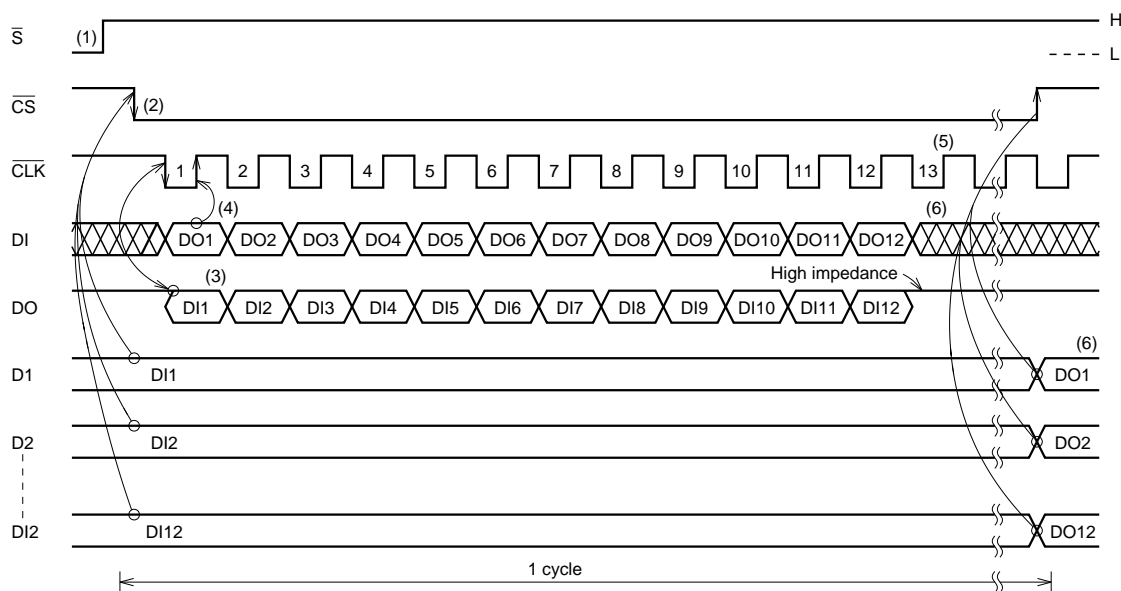 S̅ (1) H
L
C̅S̅ (2)
C̅L̅K̅ 1 2 3 4 5 6 7 8 9 10 11 12 13 (5)
(4) (6)
DI DO1 DO2 DO3 DO4 DO5 DO6 DO7 DO8 DO9 DO10 DO11 DO12
(3) High impedance
DO DI1 DI2 DI3 DI4 DI5 DI6 DI7 DI8 DI9 DI10 DI11 DI12
(6)
D1 DI1 DO1
D2 DI2 DO2
DI2 DI12 DO12
1 cycle